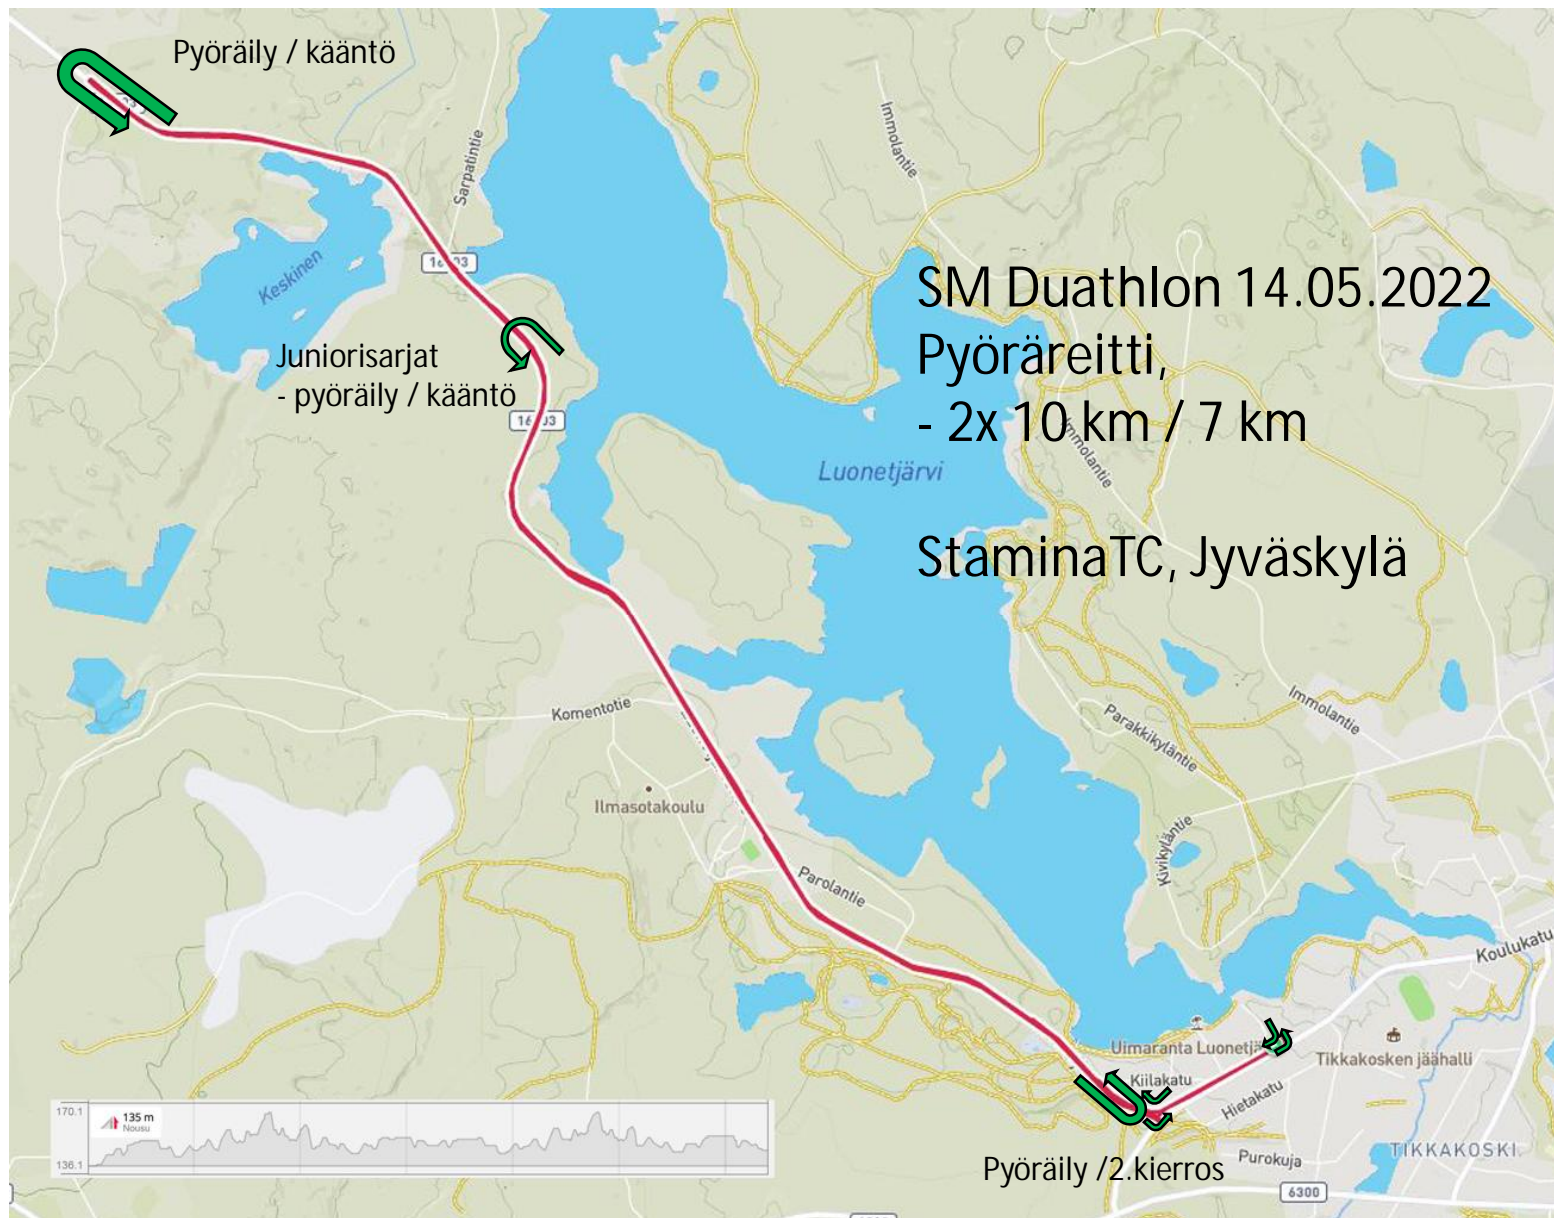 Pyöräily / kääntö
Immolantie
Sarpatintie
Keskinen
SM Duathlon 14.05.2022
Pyöräreitti,
- 2x 10 km / 7 km
Juniorisarjat
- pyöräily / kääntö
Immolantie
Luonetjärvi
StaminaTC, Jyväskylä
Komentotie
Immolantie
Parakkikyläntie
Ilmasotakoulu
Kivikyläntie
Parolantie
Koulukatu
Uimaranta
Tikkakosken jäähalli
Kiilakatu
Hietakatu
170.1
135 m
Nousu
136.1
Pyöräily /2.kierros
Purokuja
TIKKAKOSKI
6300